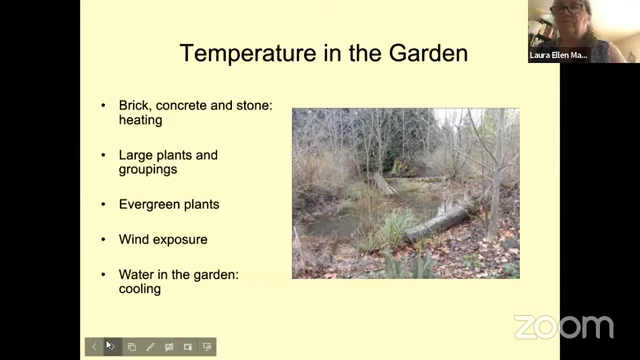 Temperature in the Garden
Laura Ellen Ma...
• Brick, concrete and stone:
heating
• Large plants and
groupings
• Evergreen plants
• Wind exposure
• Water in the garden:
cooling
zoom